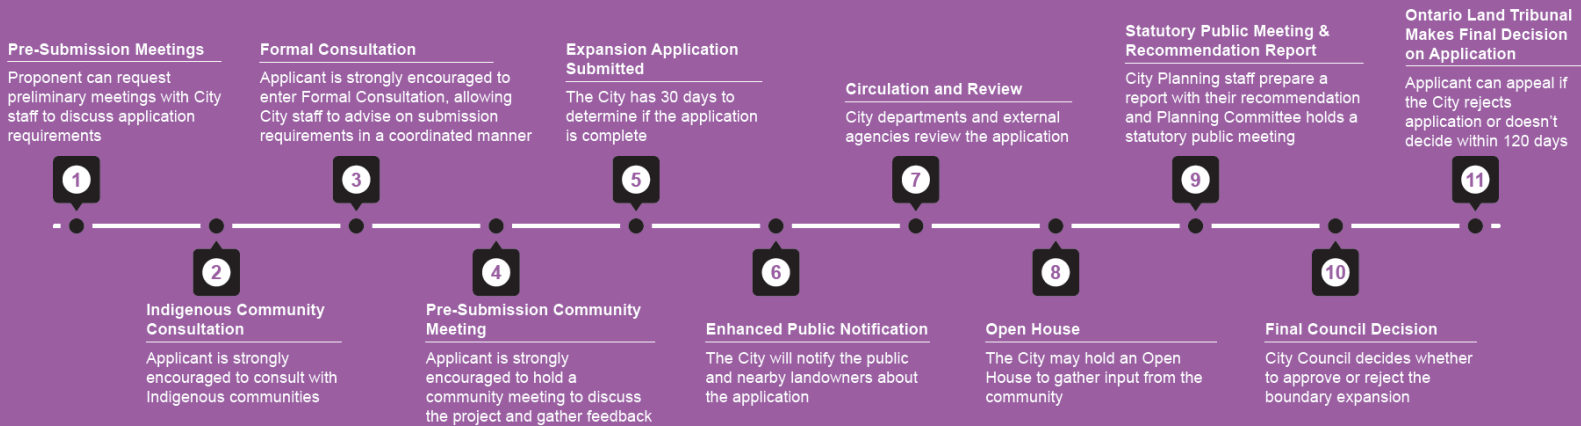 Pre-Submission Meetings
Proponent can request
preliminary meetings with City
staff to discuss application
requirements
1
Indigenous Community
Consultation
Applicant is strongly
encouraged to consult with
Indigenous communities
2
Formal Consultation
Applicant is strongly encouraged to
enter Formal Consultation, allowing
City staff to advise on submission
requirements in a coordinated manner
3
Pre-Submission Community
Meeting
Applicant is strongly
encouraged to hold a
community meeting to discuss
the project and gather feedback
4
Expansion Application
Submitted
The City has 30 days to
determine if the application
is complete
5
Enhanced Public Notification
The City will notify the public
and nearby landowners about
the application
6
Circulation and Review
City departments and external
agencies review the application
7
Open House
The City may hold an Open
House to gather input from the
community
8
Statutory Public Meeting &
Recommendation Report
City Planning staff prepare a
report with their recommendation
and Planning Committee holds a
statutory public meeting
9
Final Council Decision
City Council decides whether
to approve or reject the
boundary expansion
10
Ontario Land Tribunal
Makes Final Decision
on Application
Applicant can appeal if
the City rejects
application or doesn't
decide within 120 days
11